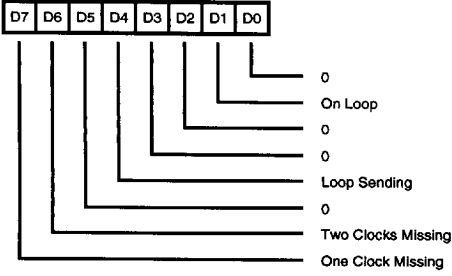 D7 D6 D5 D4 D3 D2 D1 D0
0
On Loop
0
0
Loop Sending
0
Two Clocks Missing
One Clock Missing